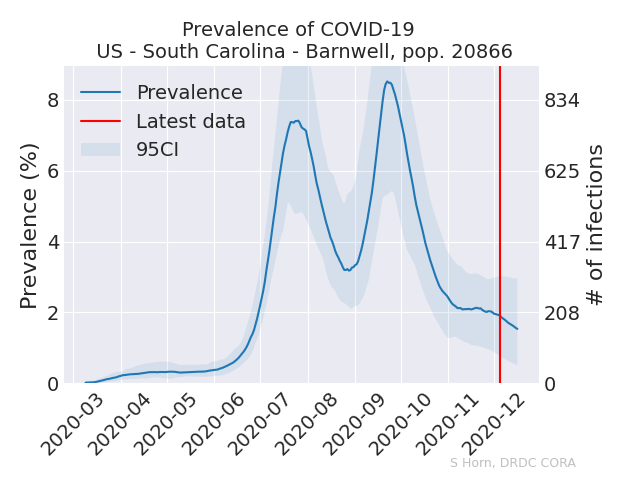 Prevalence of COVID-19
US - South Carolina - Barnwell, pop. 20866
Prevalence
Latest data
95CI
Prevalence (%)
8
6
4
2
0
834
625
417
208
0
# of infections
2020-03
2020-04
2020-05
2020-06
2020-07
2020-08
2020-09
2020-10
2020-11
2020-12
S Horn, DRDC CORA